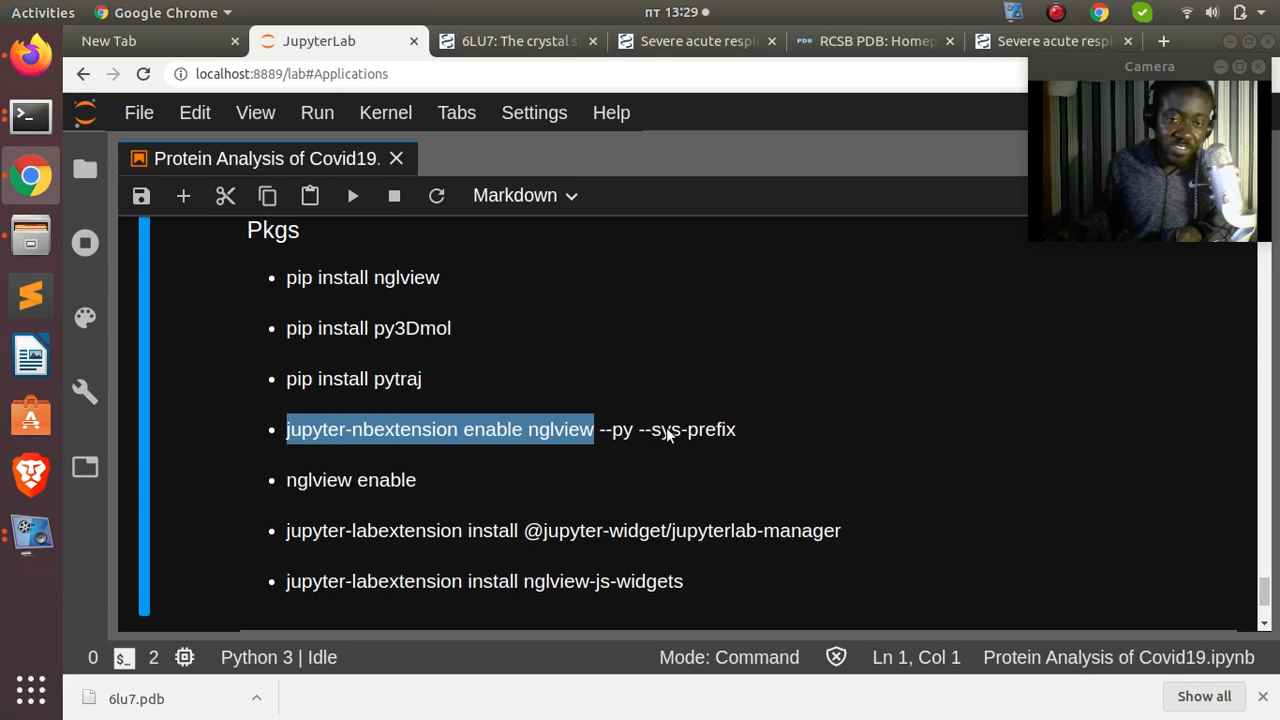 Activities
Google Chrome
пт 13:29
New Tab
JupyterLab
6LU7: The crystal s
Severe acute respi
PDB
RCSB PDB: Homep
Severe acute respi
localhost:8889/lab#Applications
Camera
File Edit View Run Kernel Tabs Settings Help
Protein Analysis of Covid19.
Markdown
Pkgs
• pip install nglview
• pip install py3Dmol
• pip install pytraj
• jupyter-nbextension enable nglview --py --sys-prefix
• nglview enable
• jupyter-labextension install @jupyter-widget/jupyterlab-manager
• jupyter-labextension install nglview-js-widgets
0 $_ 2 Python 3 | Idle Mode: Command Ln 1, Col 1 Protein Analysis of Covid19.ipynb
6lu7.pdb
Show all